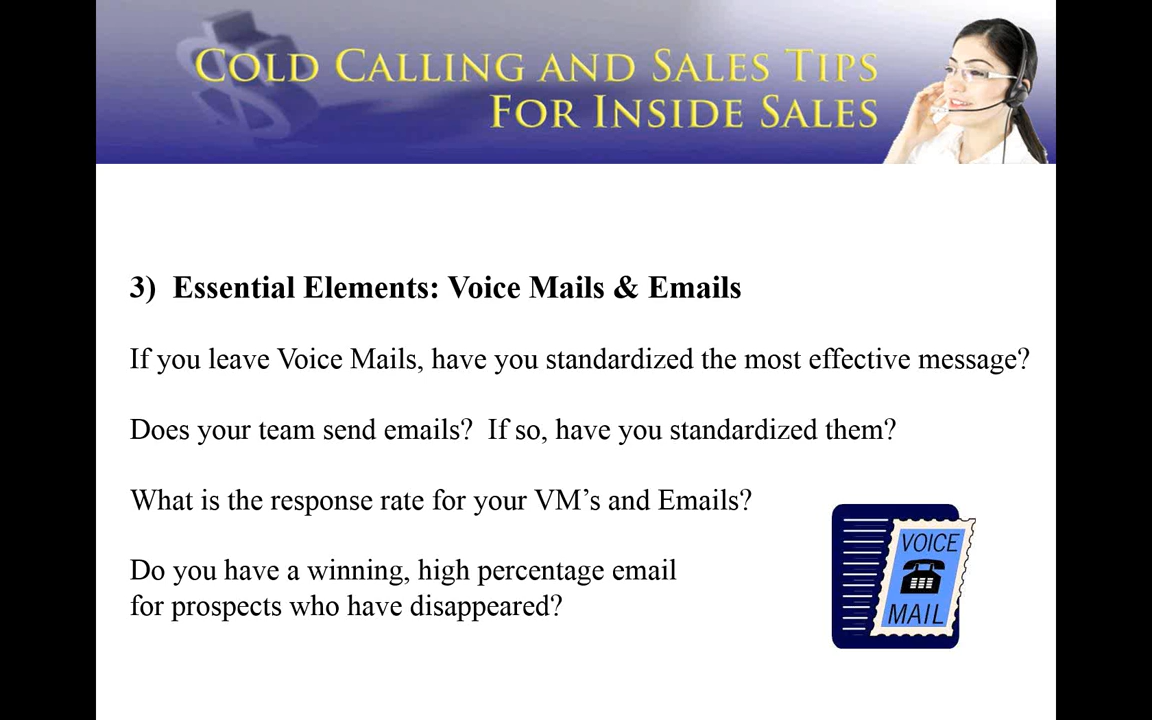 COLD CALLING AND SALES TIPS
FOR INSIDE SALES
3)  Essential Elements: Voice Mails & Emails
If you leave Voice Mails, have you standardized the most effective message?
Does your team send emails?  If so, have you standardized them?
What is the response rate for your VM’s and Emails?
Do you have a winning, high percentage email
for prospects who have disappeared?
VOICE
MAIL